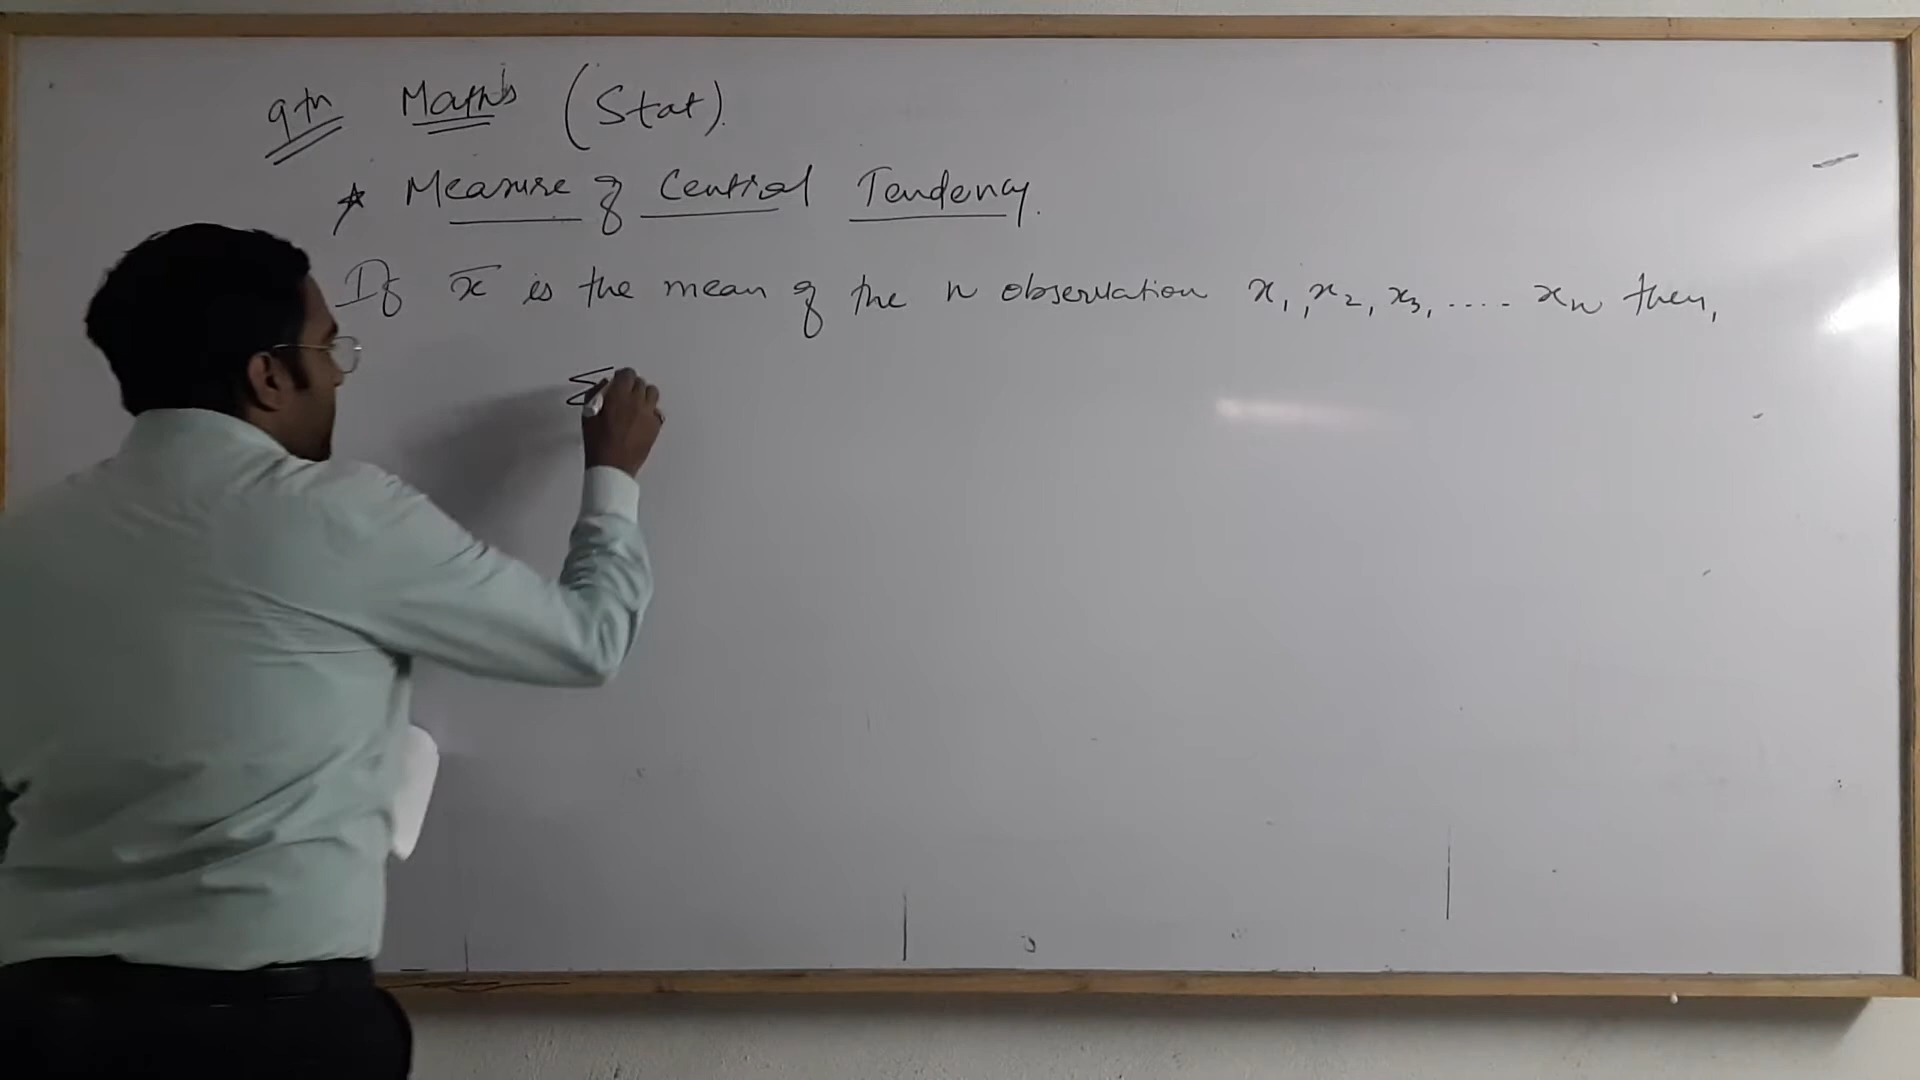 9th Maths (Stat).
* Measure of Central Tendency.
If x̄ is the mean of the n observation x₁, x₂, x₃, .... xₙ then,
Σ